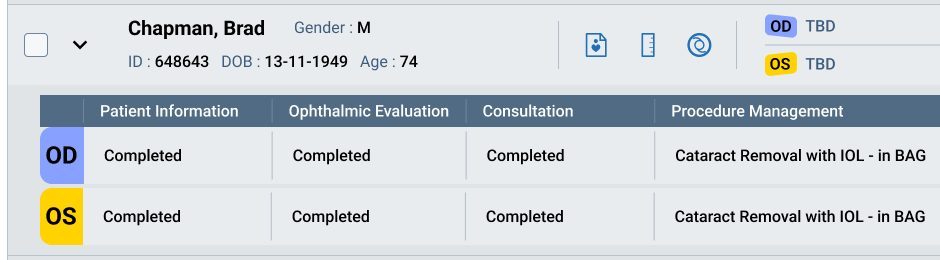 Chapman, Brad Gender : M
ID : 648643 DOB : 13-11-1949 Age : 74
OD TBD
OS TBD
Patient Information Ophthalmic Evaluation Consultation Procedure Management
OD Completed Completed Completed Cataract Removal with IOL - in BAG
OS Completed Completed Completed Cataract Removal with IOL - in BAG